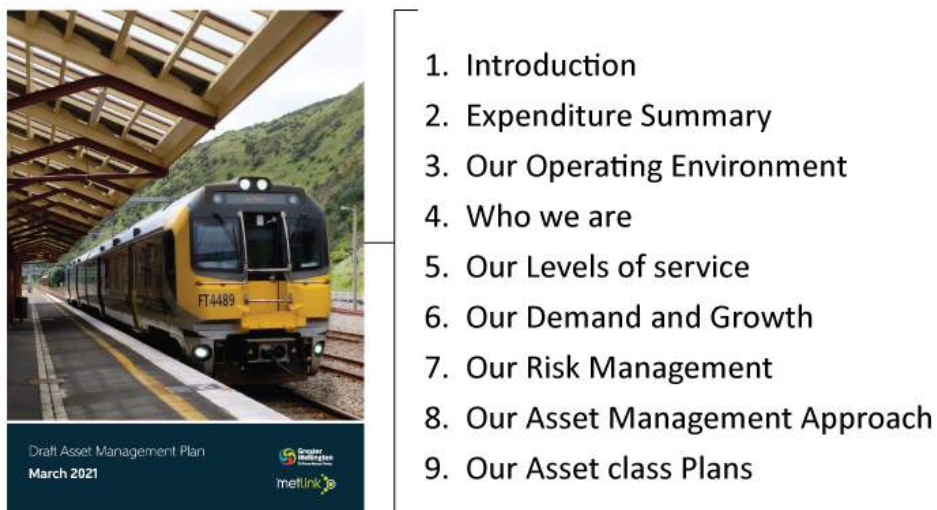 FT4489
Draft Asset Management Plan
March 2021
Greater
Wellington
metlink
1. Introduction
2. Expenditure Summary
3. Our Operating Environment
4. Who we are
5. Our Levels of service
6. Our Demand and Growth
7. Our Risk Management
8. Our Asset Management Approach
9. Our Asset class Plans